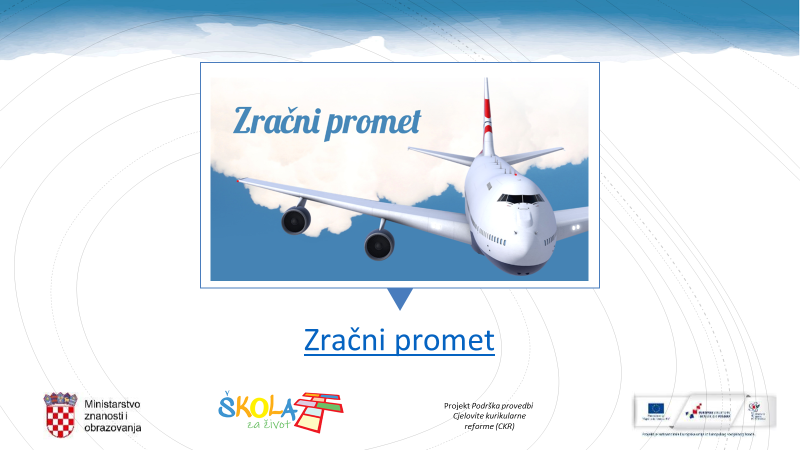 Zračni promet
Zračni promet
Ministarstvo
znanosti i
obrazovanja
ŠKOLA
za život
Projekt Podrška provedbi
Cjelovite kurikularne
reforme (CKR)